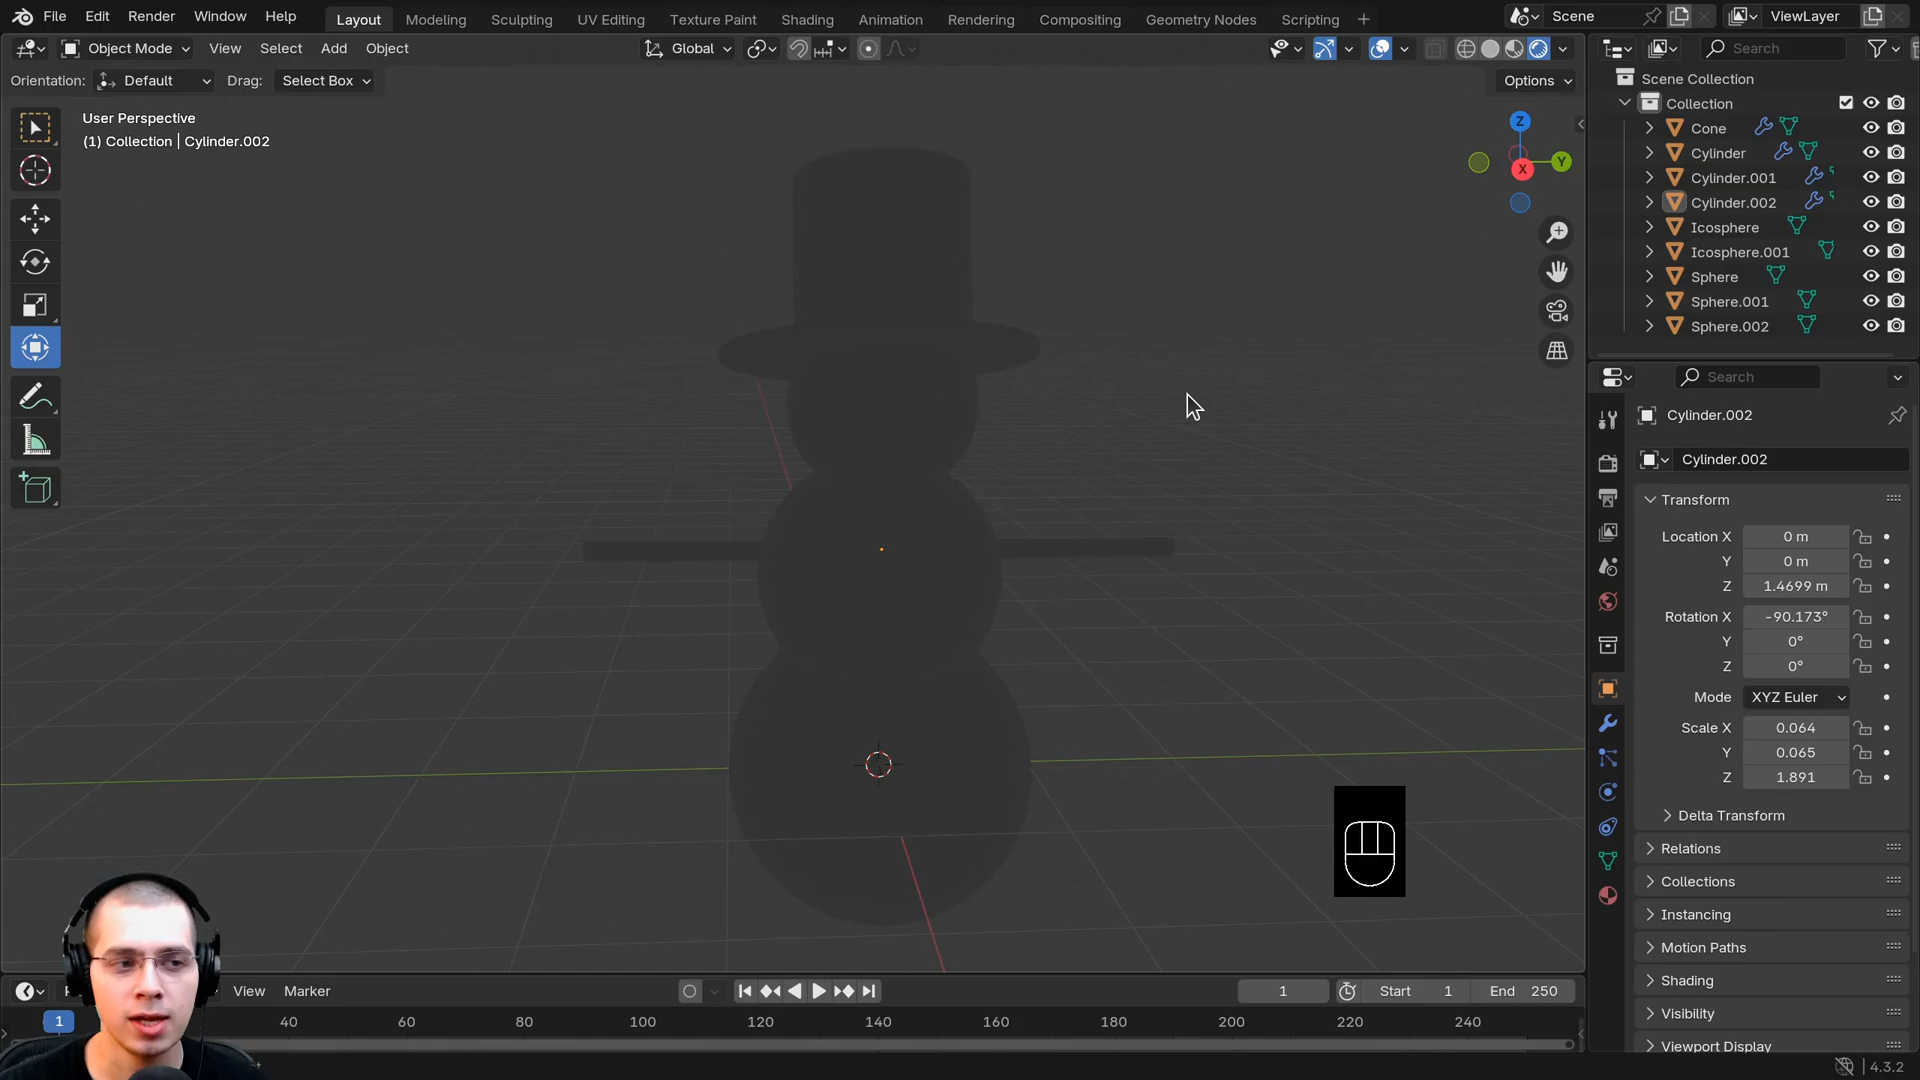 File Edit Render Window Help Layout Modeling Sculpting UV Editing Texture Paint Shading Animation Rendering Compositing Geometry Nodes Scripting Scene ViewLayer
Object Mode View Select Add Object Global Search
Orientation: Default Drag: Select Box Options
User Perspective
(1) Collection | Cylinder.002
Z
Y
X
Scene Collection
Collection
Cone
Cylinder
Cylinder.001
Cylinder.002
Icosphere
Icosphere.001
Sphere
Sphere.001
Sphere.002
Search
Cylinder.002
Cylinder.002
Transform
Location X 0 m
Y 0 m
Z 1.4699 m
Rotation X -90.173°
Y 0°
Z 0°
Mode XYZ Euler
Scale X 0.064
Y 0.065
Z 1.891
Delta Transform
Relations
Collections
Instancing
Motion Paths
Shading
Visibility
Viewport Display
View Marker 1 Start 1 End 250
1 40 60 80 100 120 140 160 180 200 220 240
4.3.2